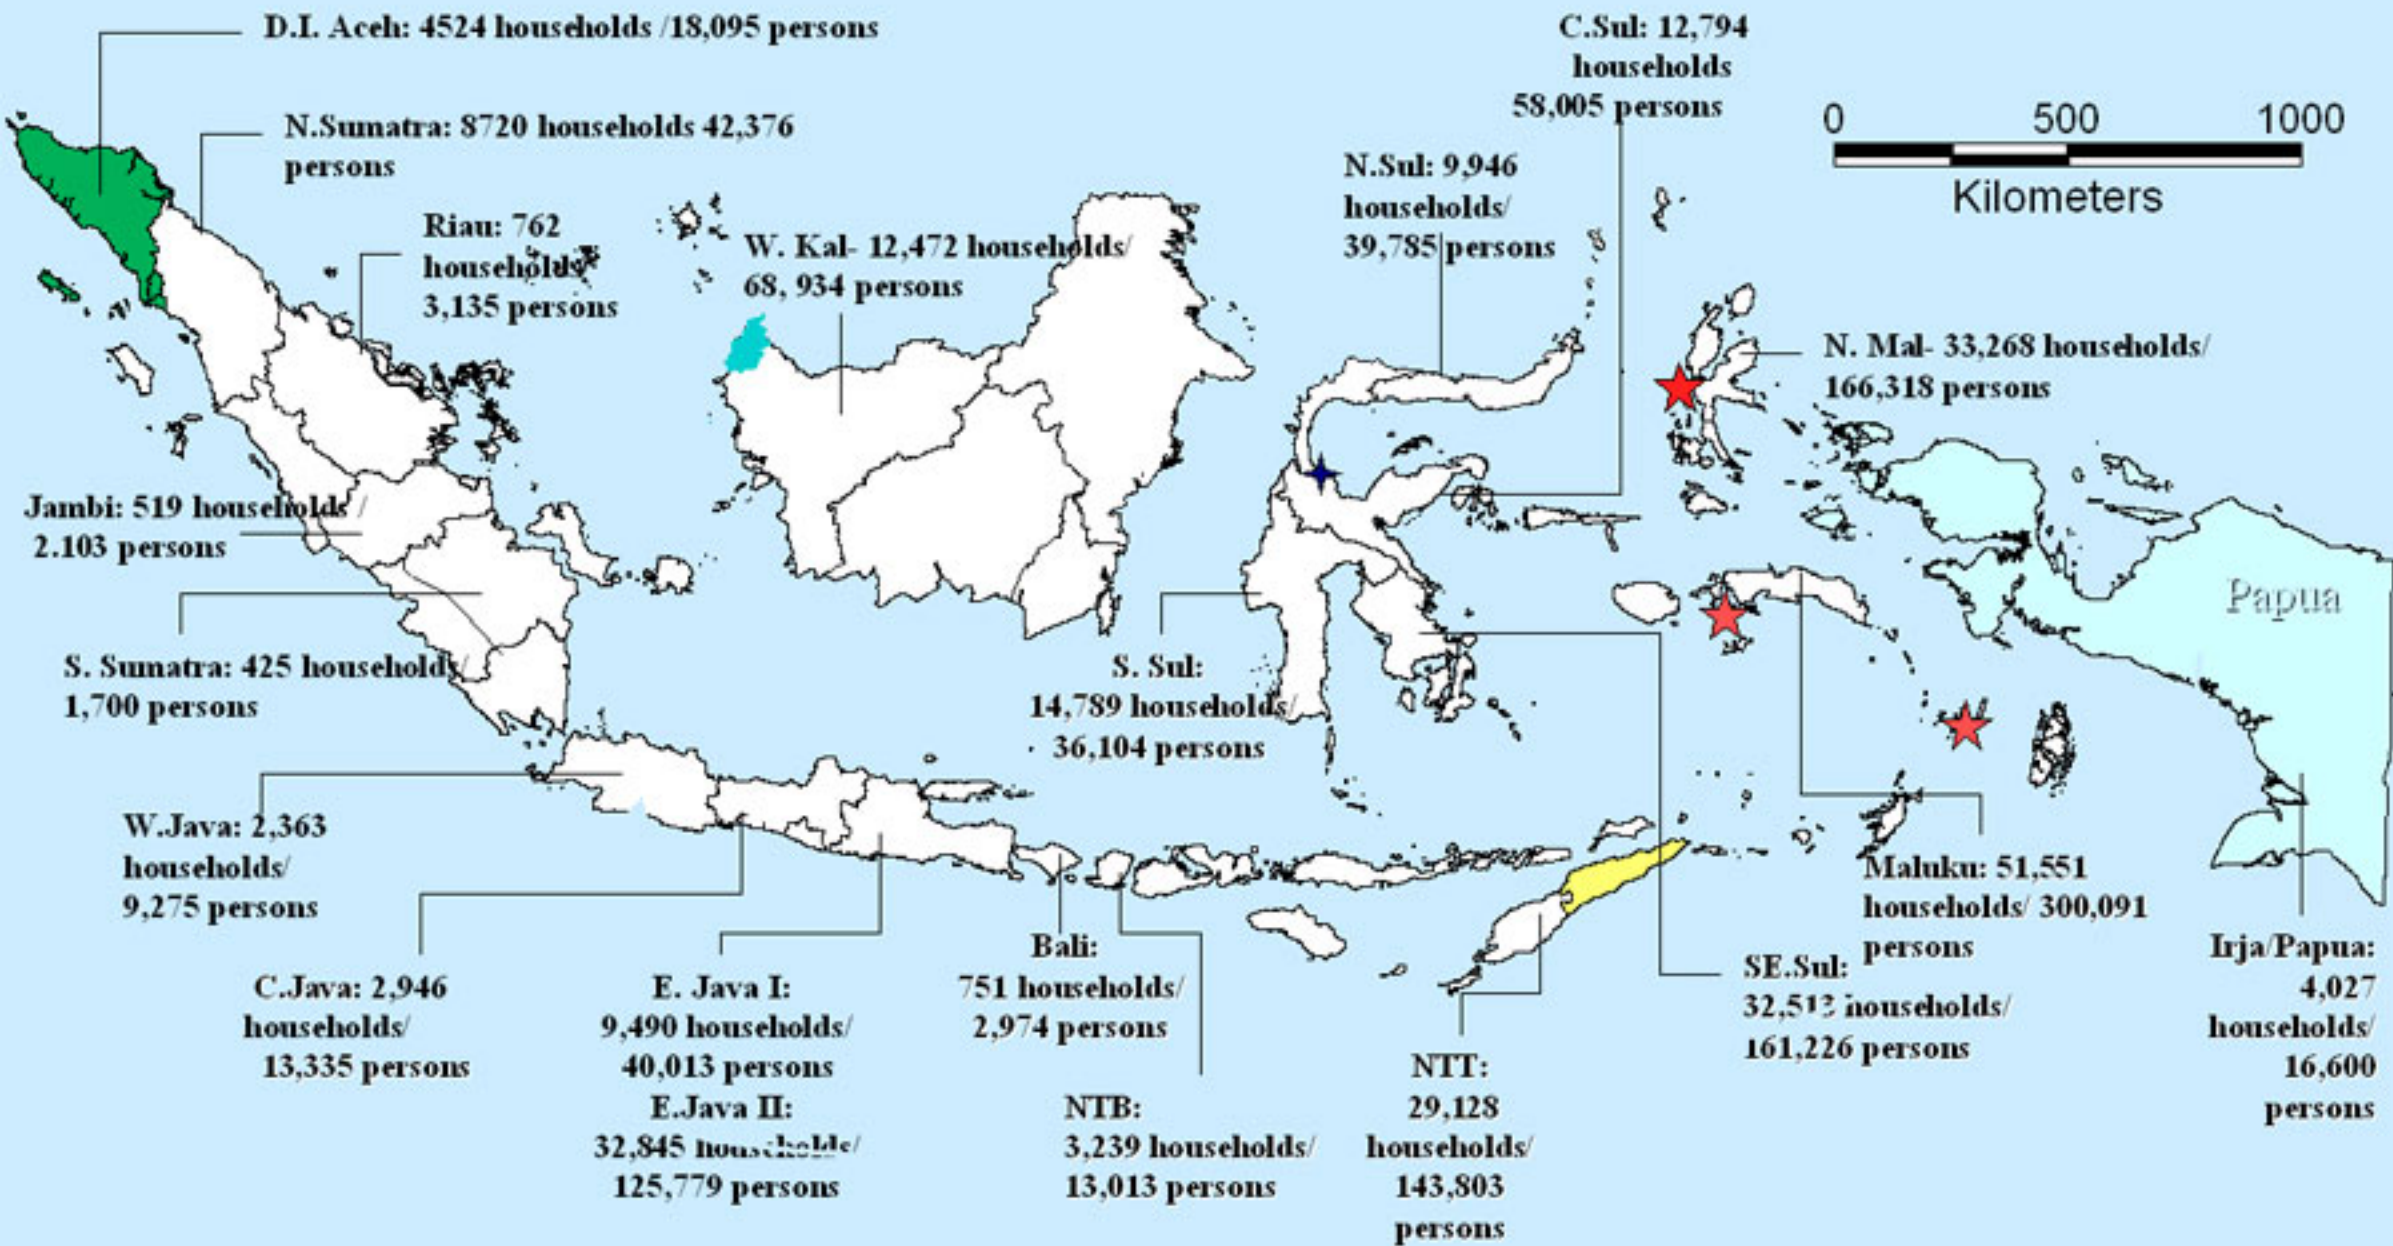 D.I. Aceh: 4524 households /18,095 persons
N.Sumatra: 8720 households 42,376
persons
Riau: 762
households
3,135 persons
W. Kal- 12,472 households/
68, 934 persons
C.Sul: 12,794
households
58,005 persons
N.Sul: 9,946
households/
39,785 persons
0 500 1000
Kilometers
N. Mal- 33,268 households/
166,318 persons
Jambi: 519 households /
2.103 persons
S. Sumatra: 425 households/
1,700 persons
S. Sul:
14,789 households/
36,104 persons
Papua
W.Java: 2,363
households/
9,275 persons
C.Java: 2,946
households/
13,335 persons
E. Java I:
9,490 households/
40,013 persons
E.Java II:
32,845 households/
125,779 persons
Bali:
751 households/
2,974 persons
NTB:
3,239 households/
13,013 persons
NTT:
29,128
households/
143,803
persons
SE.Sul:
households/
161,226 persons
Maluku: 51,551
households/ 300,091
persons
Irja/Papua:
4,027
households/
16,600
persons